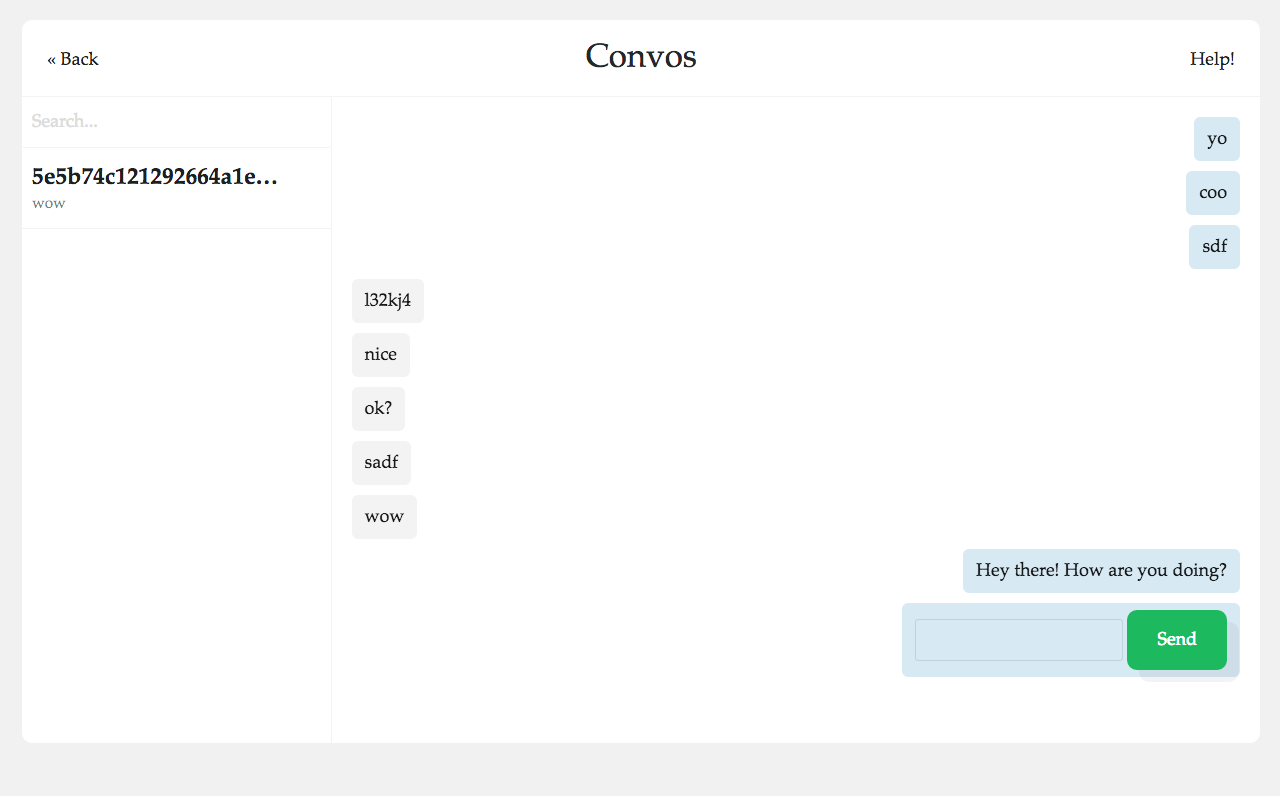 « Back
Convos
Help!
Search...
5e5b74c121292664a1e...
wow
yo
coo
sdf
l32kj4
nice
ok?
sadf
wow
Hey there! How are you doing?
Send